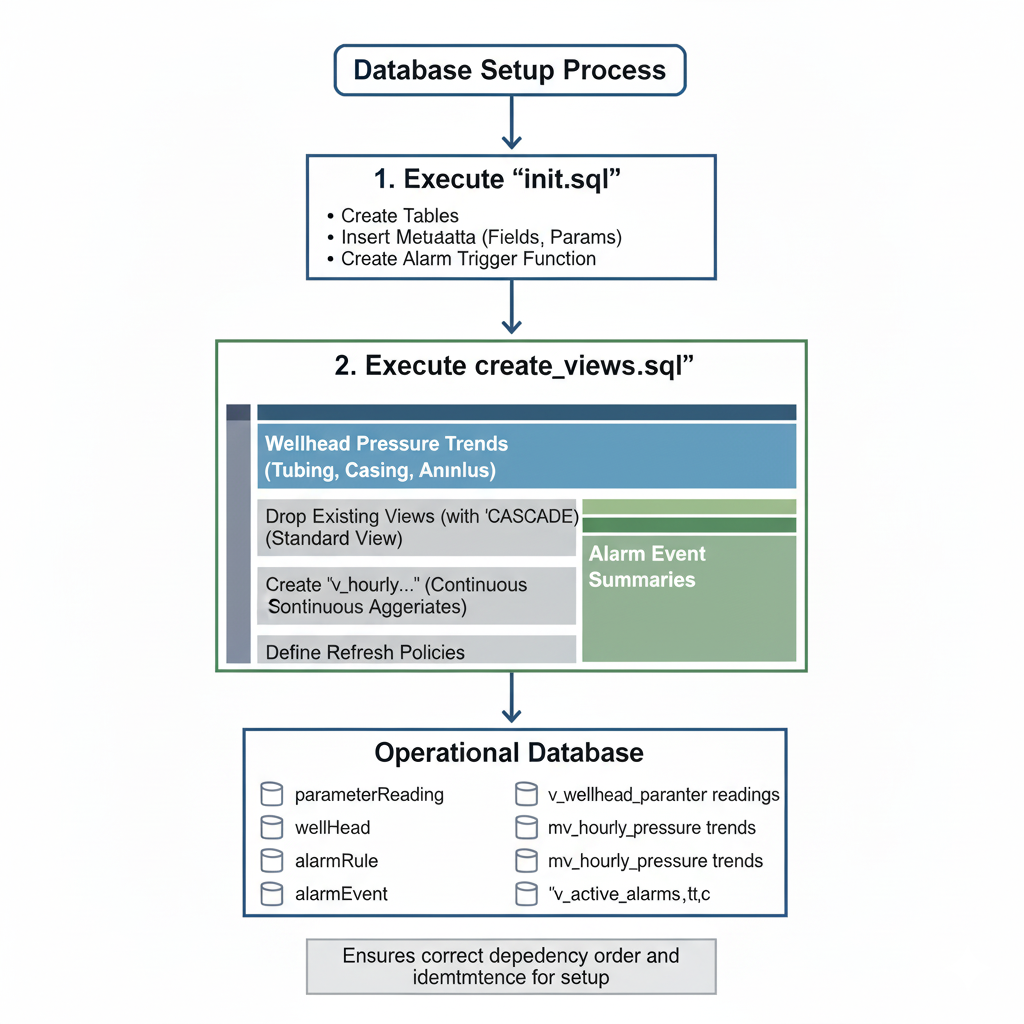 Database Setup Process
1. Execute “init.sql”
• Create Tables
• Insert Metuaatta (Fields, Params)
• Create Alarm Trigger Function
2. Execute create_views.sql”
Wellhead Pressure Trends
(Tubing, Casing, Anınlus)
Drop Existing Views (with 'CASCADE)
(Standard View)
Create "v_hourly..." (Continuous
Sontinuous Aggeriates)
Define Refresh Policies
Alarm Event
Summaries
Operational Database
parameterReading
wellHead
alarmRule
alarmEvent
v_wellhead_paranter readings
mv_hourly_pressure trends
mv_hourly_pressure trends
"v_active_alarms,tt,c
Ensures correct depedency order and
idemtmtence for setup